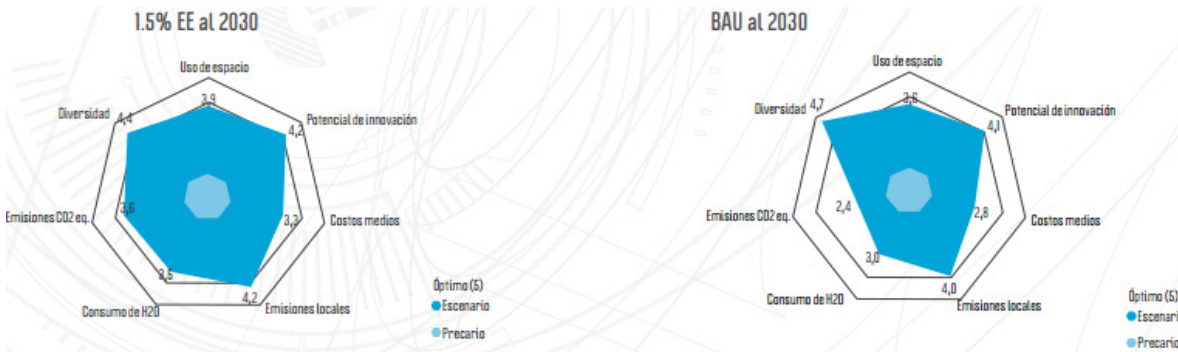 1.5% EE al 2030
Uso de espacio
3,9
Diversidad
4,4
4,2
Potencial de innovación
Emisiones CO2 eq.
3,6
3,3
Costos medios
3,5
Consumo de H2O
4,2
Emisiones locales
Óptimo (5)
Escenario
Precario
BAU al 2030
Uso de espacio
3,6
Diversidad
4,7
4,1
Potencial de innovación
Emisiones CO2 eq.
2,4
2,8
Costos medios
3,0
Consumo de H2O
4,0
Emisiones locales
Óptimo (5)
Escenari
Precario